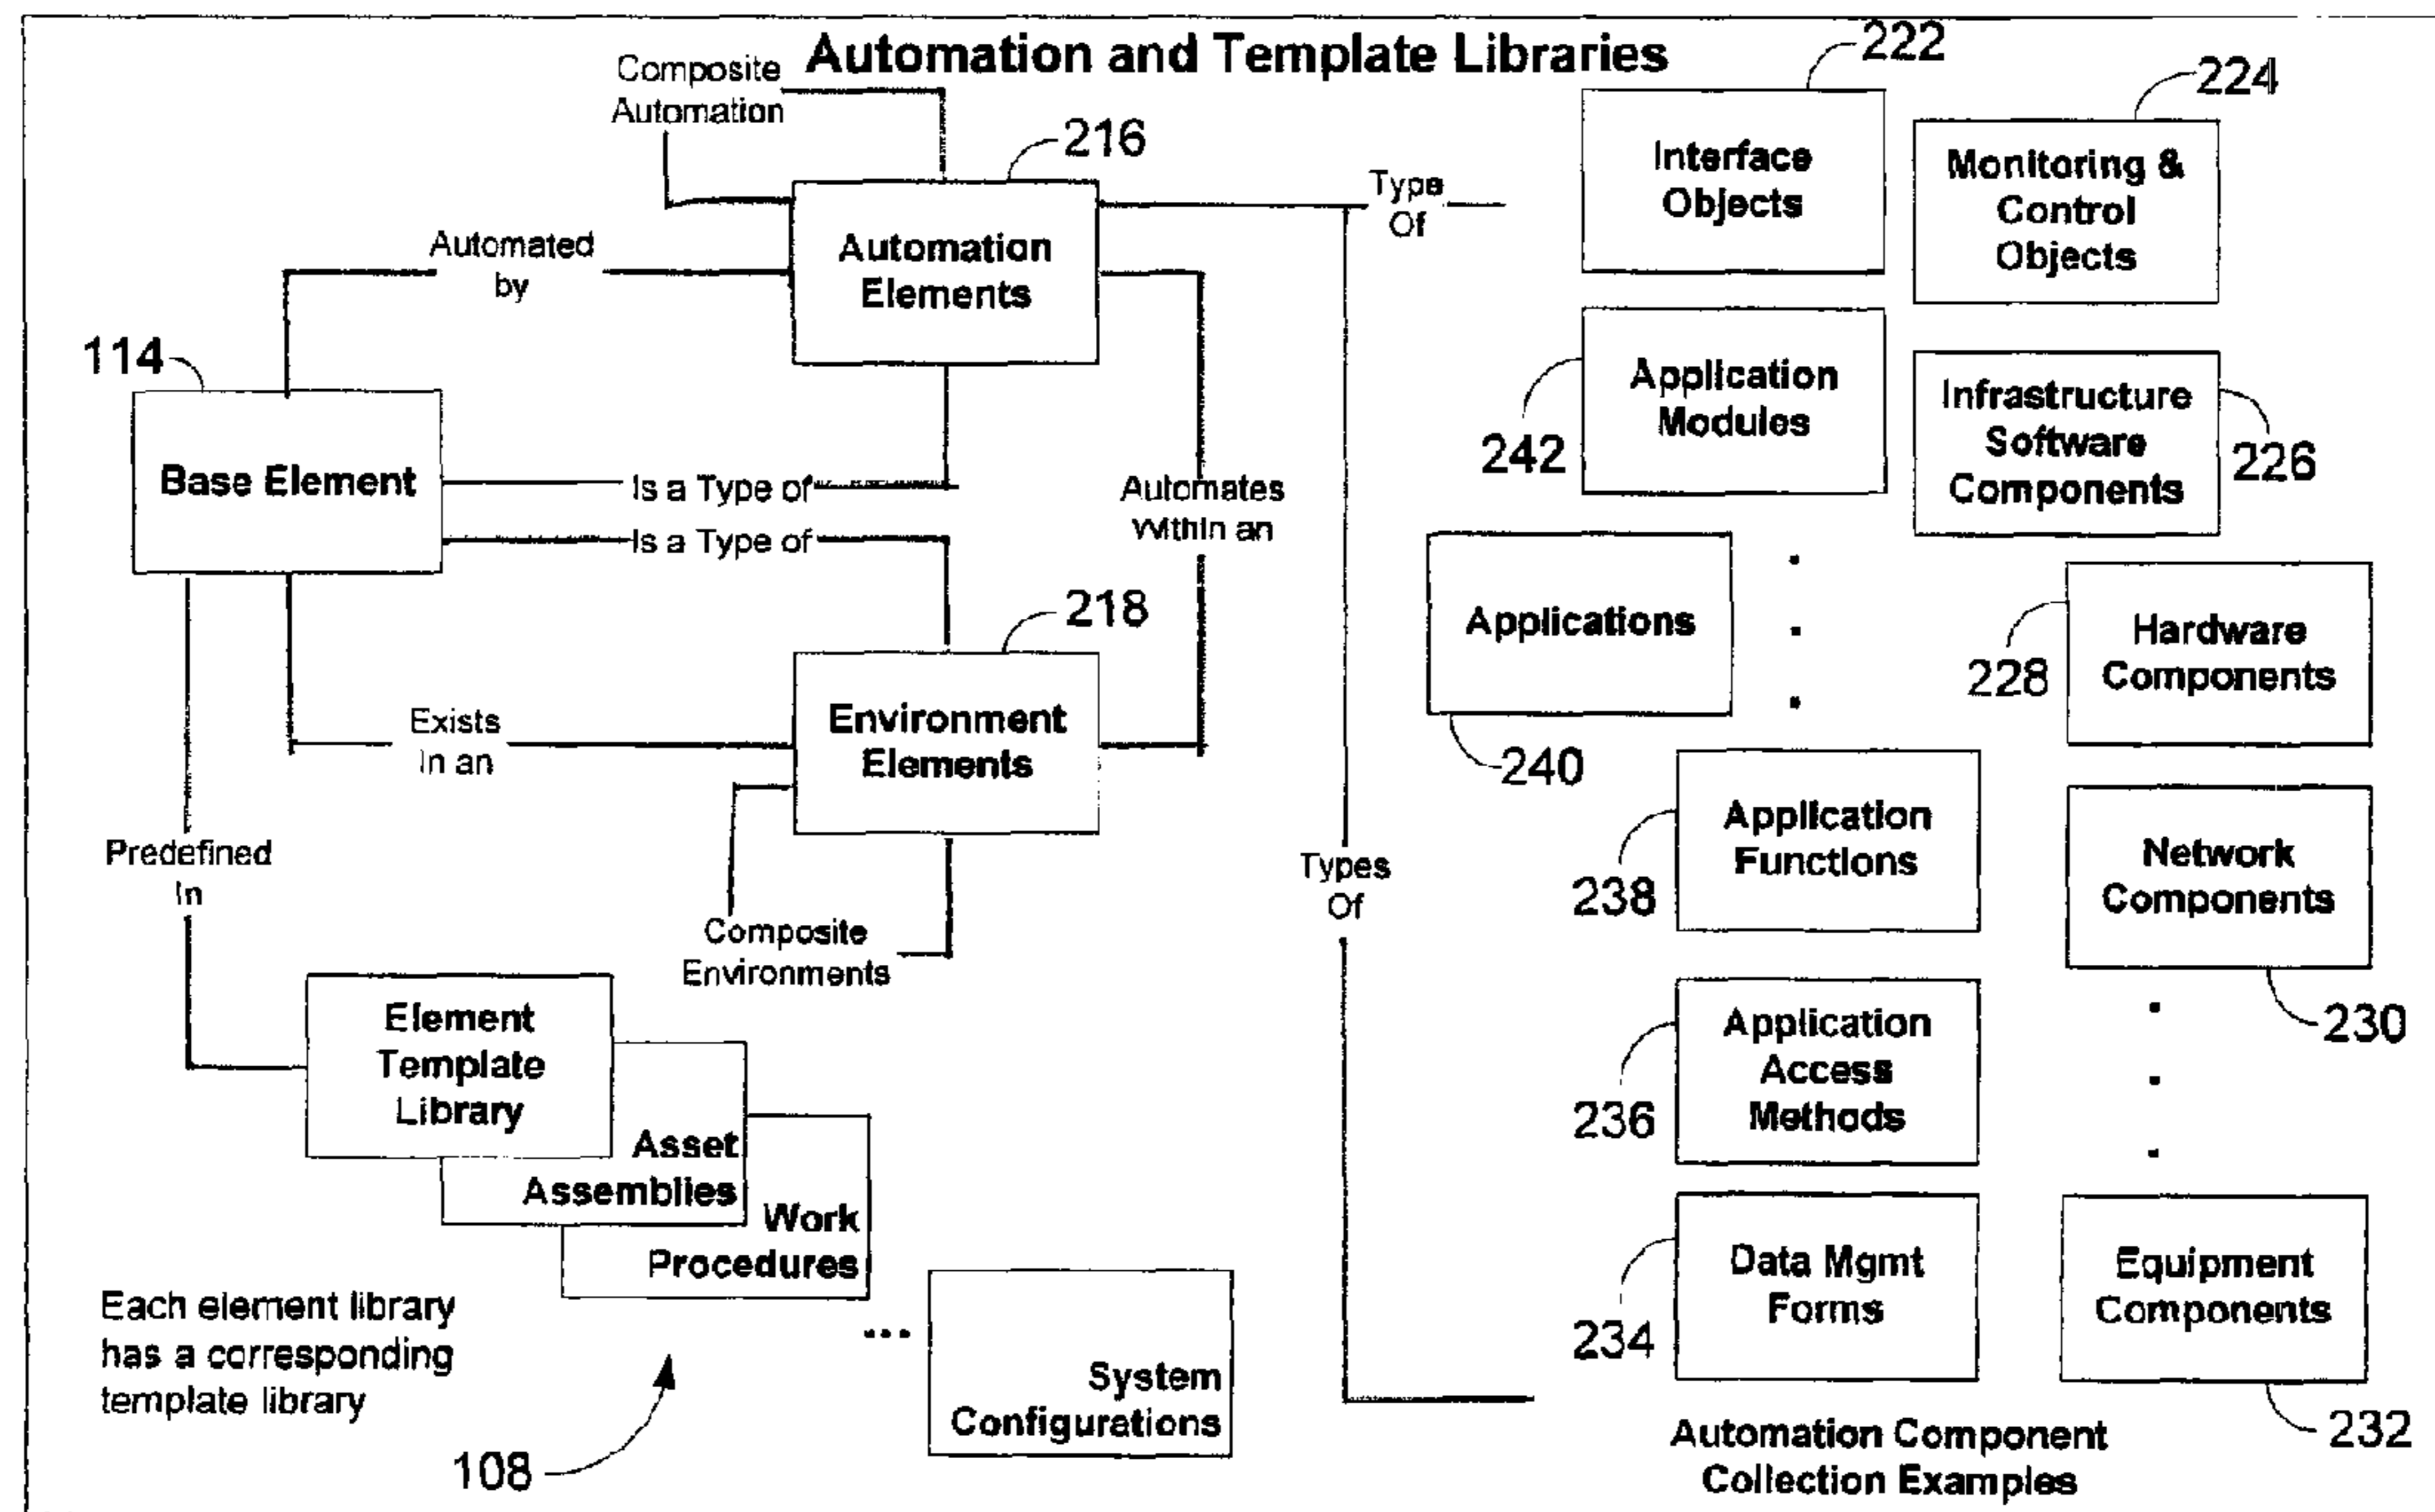 Automation and Template Libraries
Composite
Automation
216
Automated
by
114
Base Element
Automation
Elements
Type
Of
Is a Type of
Is a Type of
Automates
Within an
218
Environment
Elements
Exists
In an
Predefined
In
Composite
Environments
Types
Of
Element
Template
Library
Asset
Assemblies
Work
Procedures
...
System
Configurations
Each element library
has a corresponding
template library
108
222
Interface
Objects
224
Monitoring &
Control
Objects
242
Application
Modules
Infrastructure
Software
Components
226
Applications
240
228
Hardware
Components
238
Application
Functions
Network
Components
230
236
Application
Access
Methods
234
Data Mgmt
Forms
Equipment
Components
232
Automation Component
Collection Examples